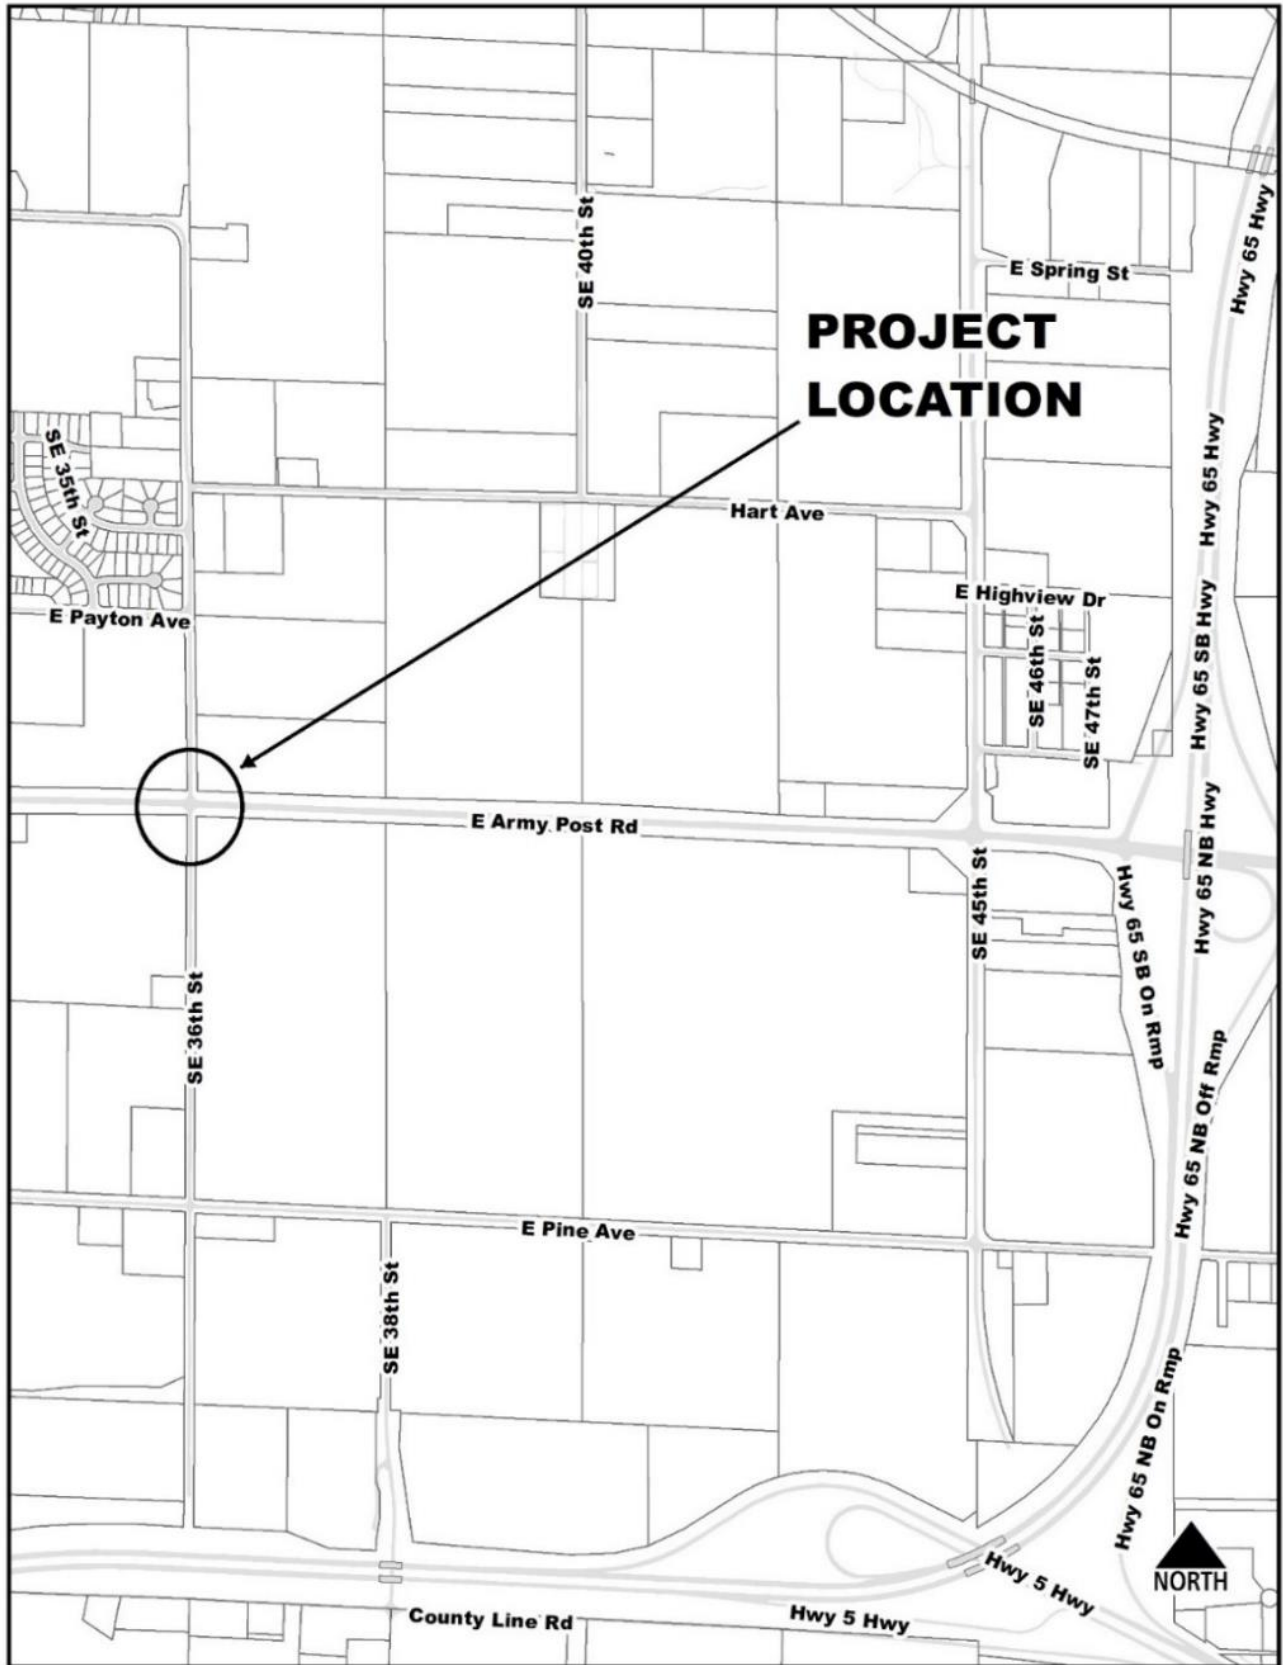 Hwy 65 Hwy
SE 40th St
E Spring St
PROJECT
LOCATION
SE 35th St
Hwy 65 Hwy
Hart Ave
E Highview Dr
E Payton Ave
SE 46th St
SE 47th St
Hwy 65 SB Hwy
E Army Post Rd
Hwy 65 NB Hwy
SE 45th St
Hwy 65 SB On Rmp
SE 36th St
Hwy 65 NB Off Rmp
E Pine Ave
SE 38th St
Hwy 65 NB On Rmp
NORTH
Hwy 5 Hwy
County Line Rd
Hwy 5 Hwy